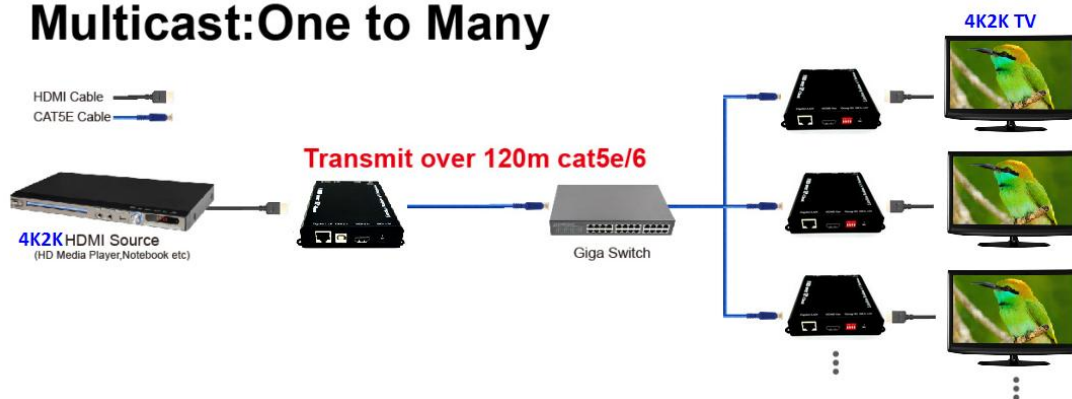 Multicast:One to Many
4K2K TV
HDMI Cable
CAT5E Cable
Transmit over 120m cat5e/6
4K2K HDMI Source
(HD Media Player,Notebook etc)
Giga Switch